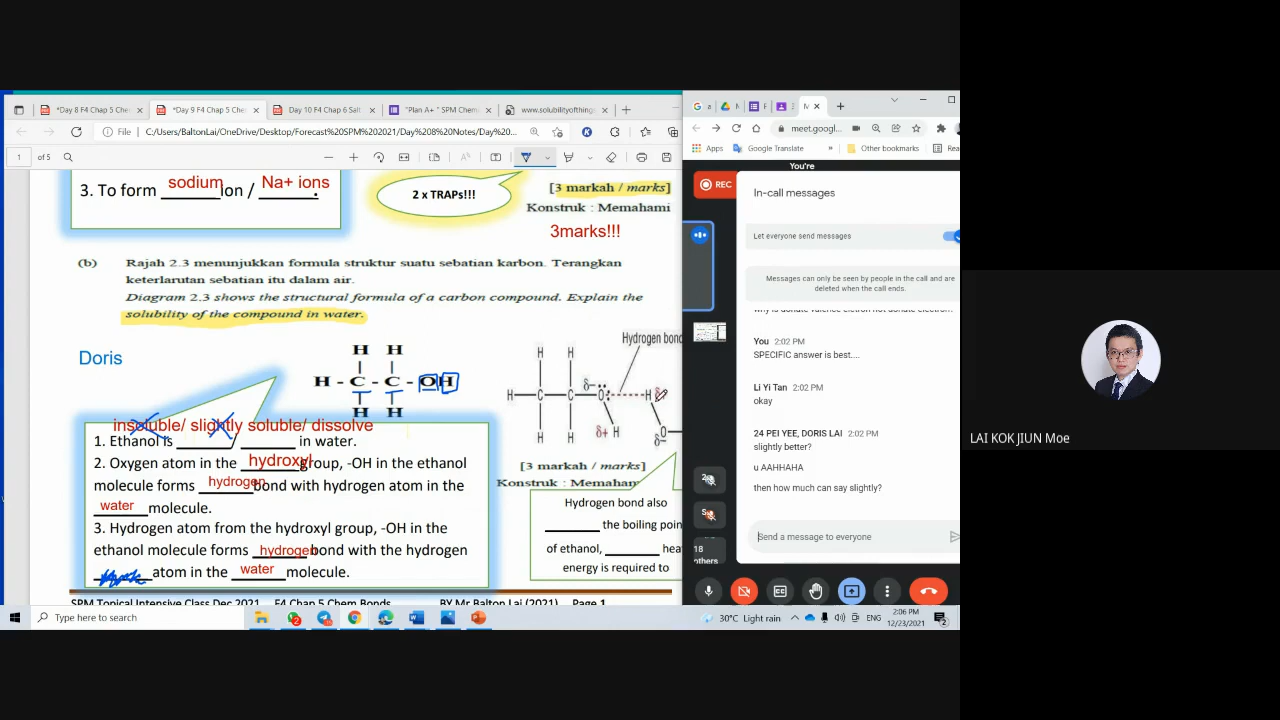 *Day 8 F4 Chap 5 Che
*Day 9 F4 Chap 5 Che
Day 10 F4 Chap 6 Salt
"Plan A+" SPM Chemi
www.solubilityofthing
File
C:/Users/BaltonLai/OneDrive/Desktop/Forecast%20SPM%202021/Day%208%20Notes/Day%20...
1 of 5
3. To form sodium ion / Na+ ions .
2 x TRAPs!!!
[3 markah / marks]
Konstruk : Memahami
3marks!!!
(b) Rajah 2.3 menunjukkan formula struktur suatu sebatian karbon. Terangkan
keterlarutan sebatian itu dalam air.
Diagram 2.3 shows the structural formula of a carbon compound. Explain the
solubility of the compound in water.
Doris
H H
H - C - C - OH
H H
Hydrogen bond
H H δ-
H C C O: H
H H δ+ H O
δ-
insoluble/ slightly soluble/ dissolve
1. Ethanol is ______/______ in water.
2. Oxygen atom in the hydroxyl group, -OH in the ethanol
molecule forms hydrogen bond with hydrogen atom in the
water molecule.
3. Hydrogen atom from the hydroxyl group, -OH in the
ethanol molecule forms hydrogen bond with the hydrogen
atom in the water molecule.
[3 markah / marks]
Konstruk : Memaham
Hydrogen bond also
______ the boiling poin
of ethanol, ______ hea
energy is required to
SPM Topical Intensive Class Dec 2021 F4 Chap 5 Chem Bonds BY Mr Balton Lai (2021) Page 1
meet.googl...
Apps
Google Translate
Other bookmarks
Rea
You're
REC
In-call messages
Let everyone send messages
Messages can only be seen by people in the call and are
deleted when the call ends.
You 2:02 PM
SPECIFIC answer is best....
Li Yi Tan 2:02 PM
okay
24 PEI YEE, DORIS LAI 2:02 PM
slightly better?
u AAHHAHA
then how much can say slightly?
18
others
Send a message to everyone
LAI KOK JIUN Moe
Type here to search
30°C Light rain
ENG
2:06 PM
12/23/2021